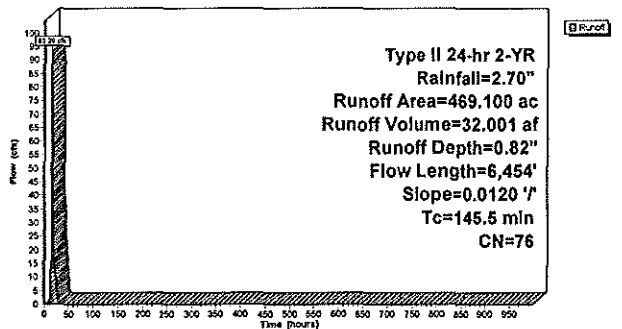 Runoff
Type II 24-hr 2-YR
Rainfall=2.70"
Runoff Area=469.100 ac
Runoff Volume=32.001 af
Runoff Depth=0.82"
Flow Length=6,454'
Slope=0.0120 '/'
Tc=145.5 min
CN=76
Flow (cfs)
100
90
85
80
75
70
65
60
55
50
45
40
35
30
25
20
15
10
5
0
0 50 100 150 200 250 300 350 400 450 500 550 600 650 700 750 800 850 900 950
Time (hours)